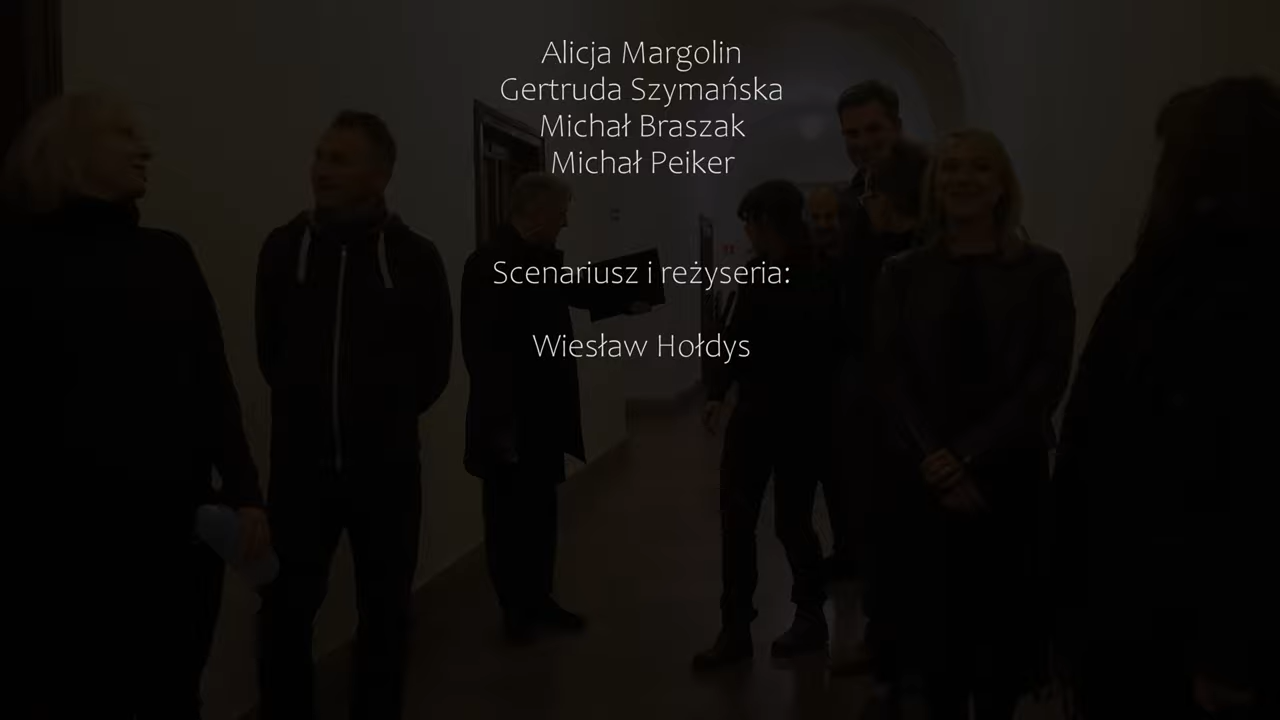 Alicja Margolin
Gertruda Szymańska
Michał Braszak
Michał Peiker
Scenariusz i reżyseria:
Wiesław Hołdys